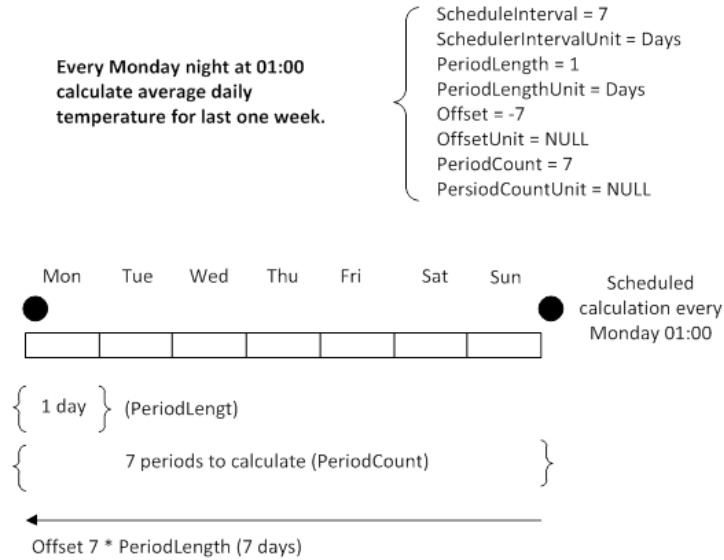 Every Monday night at 01:00
calculate average daily
temperature for last one week.
ScheduleInterval = 7
SchedulerIntervalUnit = Days
PeriodLength = 1
PeriodLengthUnit = Days
Offset = -7
OffsetUnit = NULL
PeriodCount = 7
PersiodCountUnit = NULL
Mon Tue Wed Thu Fri Sat Sun
Scheduled
calculation every
Monday 01:00
1 day (PeriodLengt)
7 periods to calculate (PeriodCount)
Offset 7 * PeriodLength (7 days)